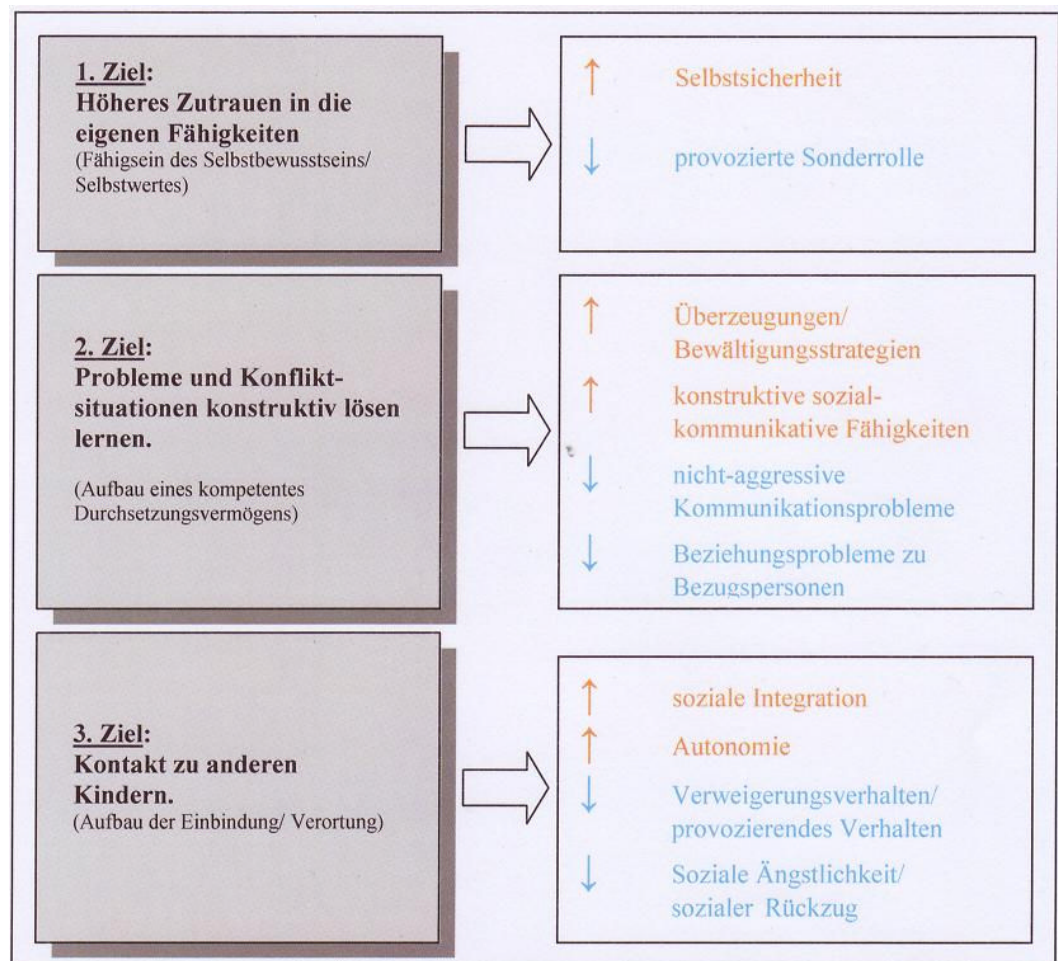 1. Ziel:
Höheres Zutrauen in die
eigenen Fähigkeiten
(Fähigsein des Selbstbewusstseins/
Selbstwertes)
↑ Selbstsicherheit
↓ provozierte Sonderrolle
2. Ziel:
Probleme und Konflikt-
situationen konstruktiv lösen
lernen.
(Aufbau eines kompetentes
Durchsetzungsvermögens)
↑ Überzeugungen/
Bewältigungsstrategien
↑ konstruktive sozial-
kommunikative Fähigkeiten
↓ nicht-aggressive
Kommunikationsprobleme
↓ Beziehungsprobleme zu
Bezugspersonen
3. Ziel:
Kontakt zu anderen
Kindern.
(Aufbau der Einbindung/ Verortung)
↑ soziale Integration
↑ Autonomie
↓ Verweigerungsverhalten/
provozierendes Verhalten
↓ Soziale Ängstlichkeit/
sozialer Rückzug